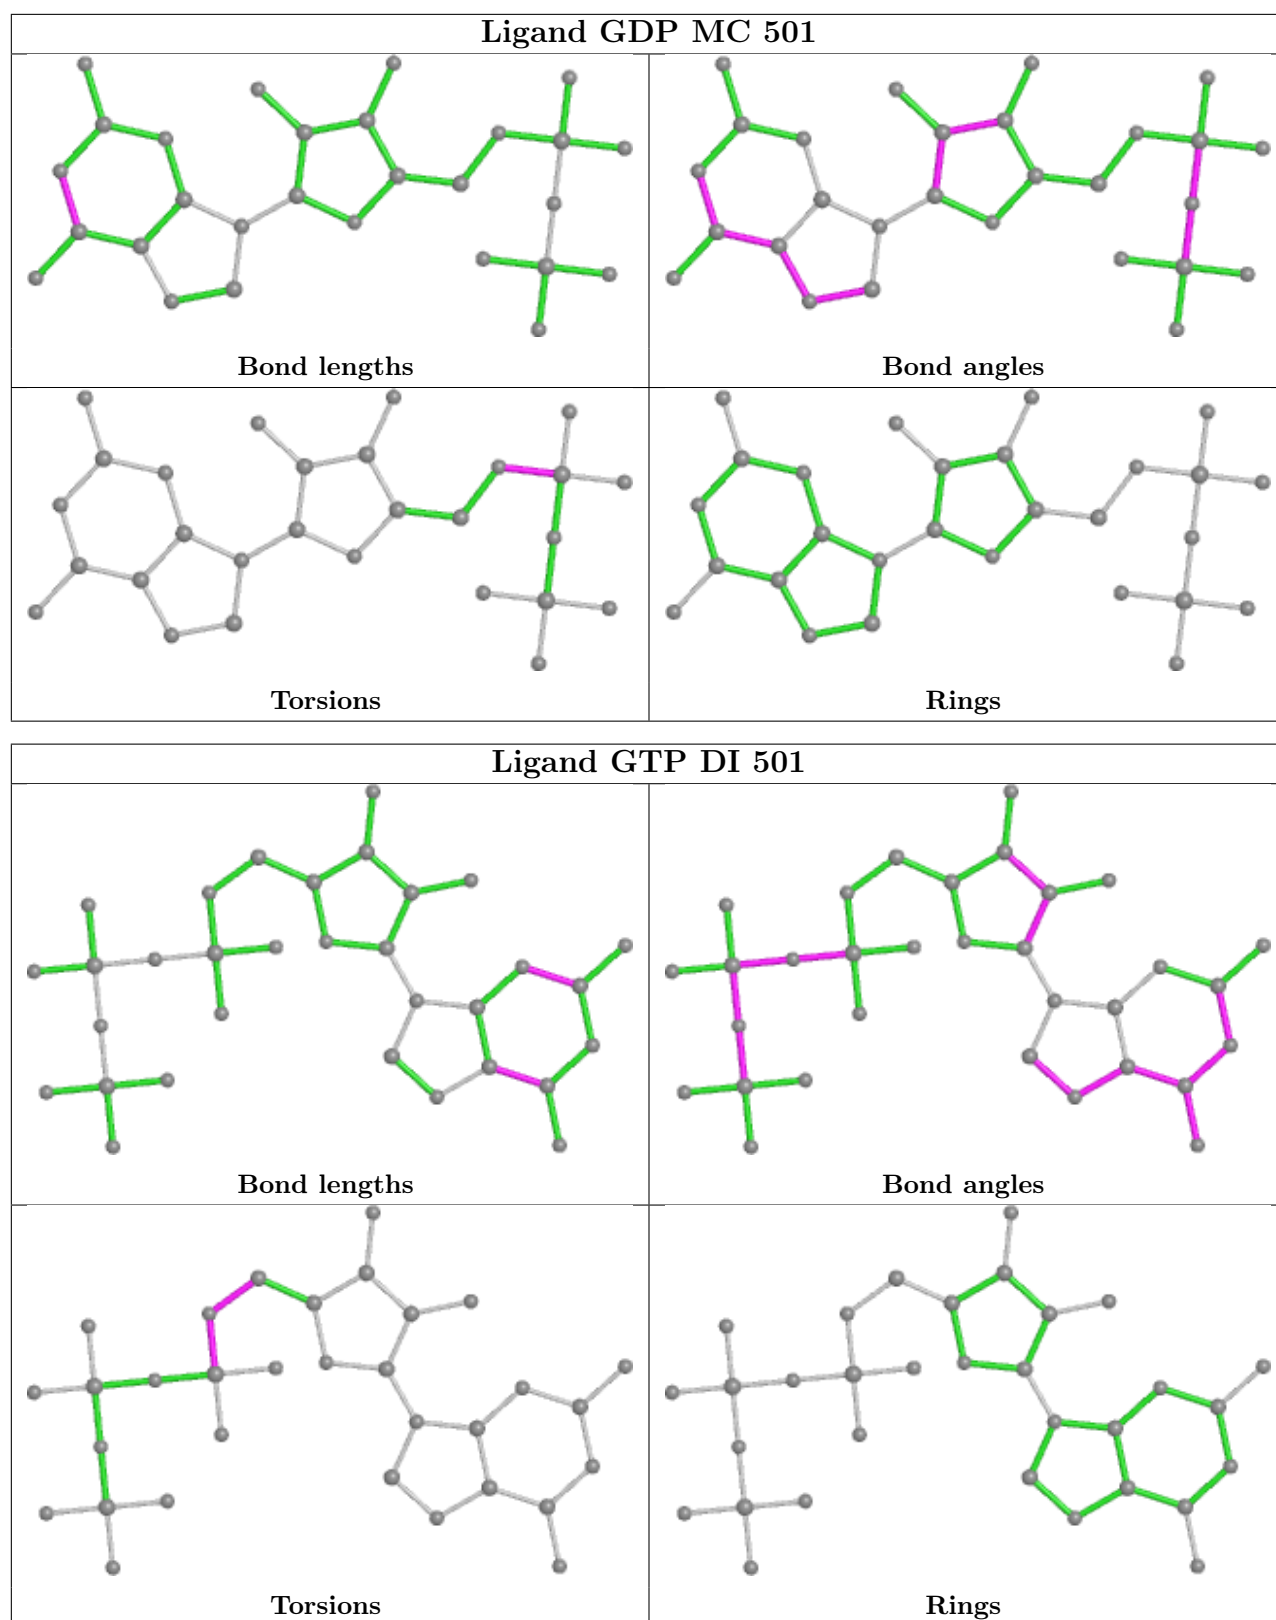 Ligand GDP MC 501
Bond lengths
Bond angles
Torsions
Rings
Ligand GTP DI 501
Bond lengths
Bond angles
Torsions
Rings